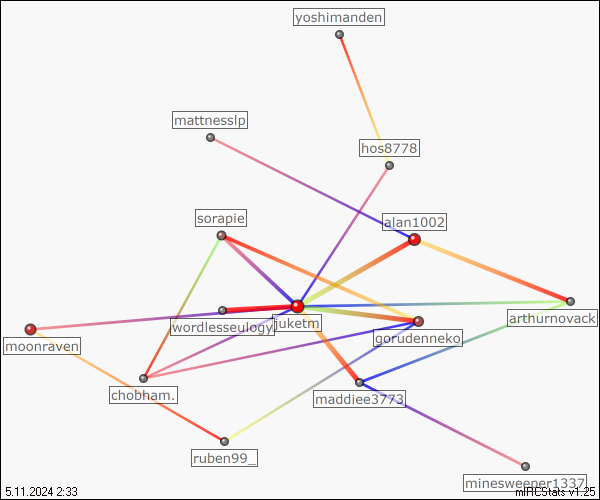 yoshimanden
mattnesslp
hos8778
sorapie
alan1002
arthurnovack
wordlesseulogy
juketm
gorudenneko
moonraven
chobham.
maddiee3773
ruben99_
minesweeper1337
5.11.2024 2:33
mIRCStats v1.25